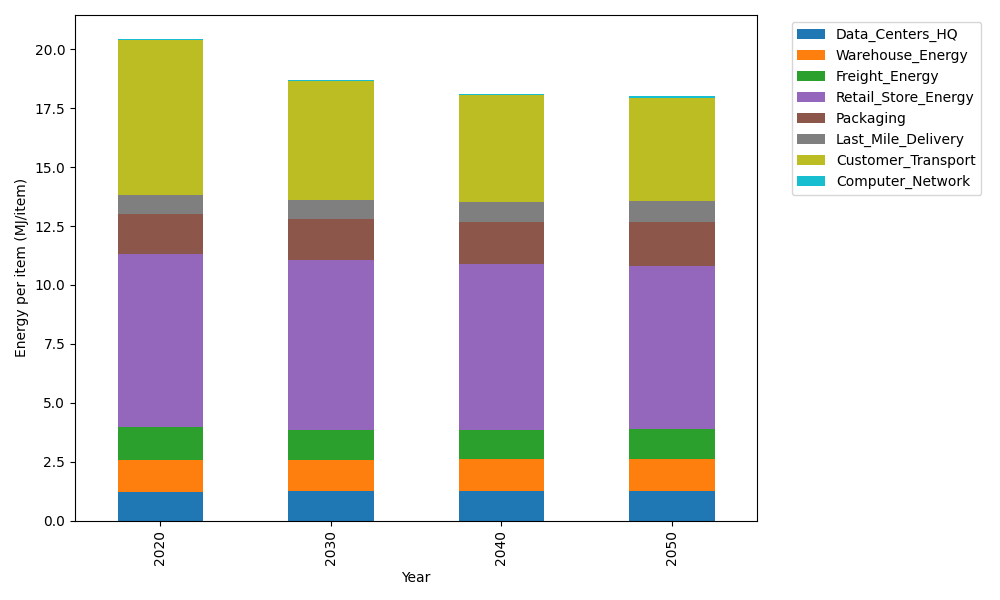 Energy per item (MJ/item)
20.0
17.5
15.0
12.5
10.0
7.5
5.0
2.5
0.0
2020
2030
2040
2050
Year
Data_Centers_HQ
Warehouse_Energy
Freight_Energy
Retail_Store_Energy
Packaging
Last_Mile_Delivery
Customer_Transport
Computer_Network